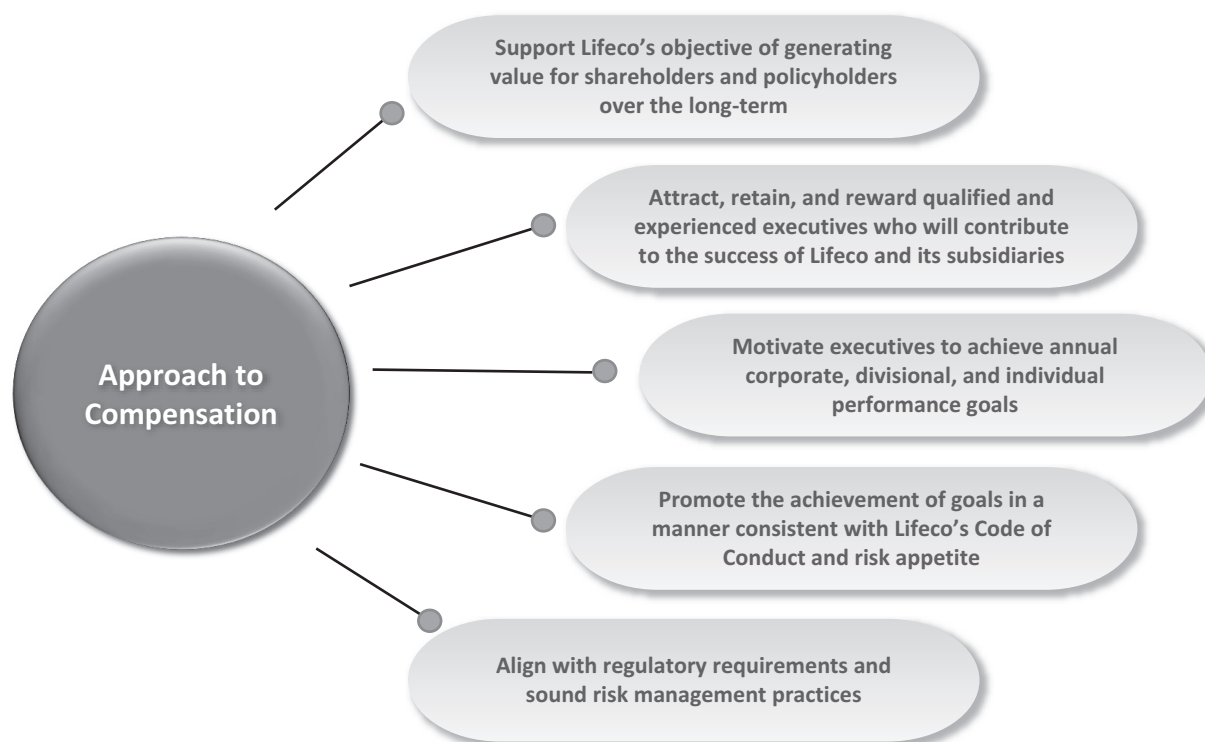 Support Lifeco’s objective of generating
value for shareholders and policyholders
over the long-term
Attract, retain, and reward qualified and
experienced executives who will contribute
to the success of Lifeco and its subsidiaries
Approach to
Compensation
Motivate executives to achieve annual
corporate, divisional, and individual
performance goals
Promote the achievement of goals in a
manner consistent with Lifeco’s Code of
Conduct and risk appetite
Align with regulatory requirements and
sound risk management practices